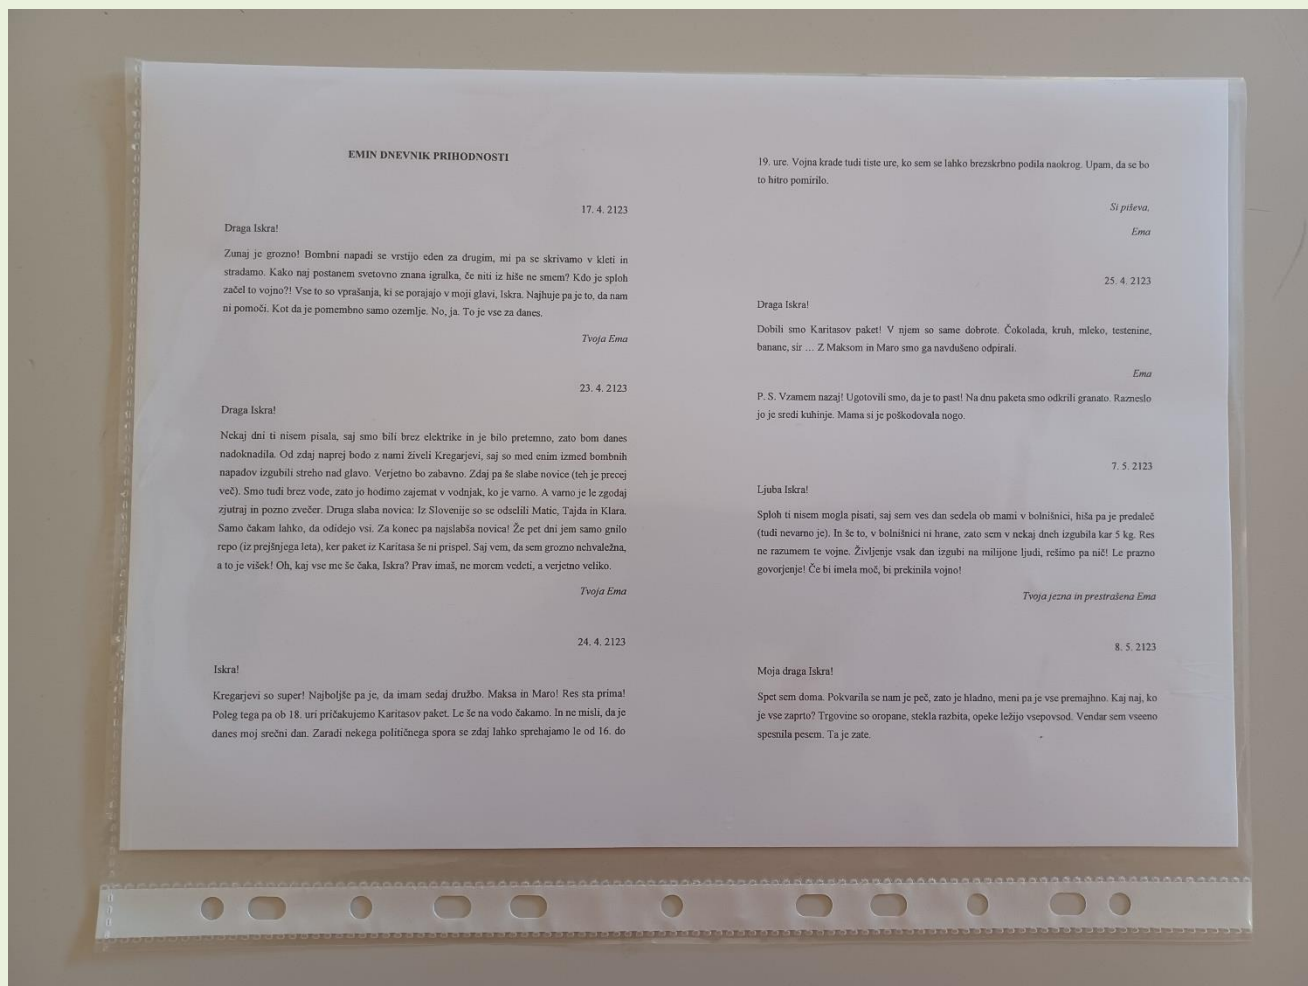 EMIN DNEVNIK PRIHODNOSTI
17. 4. 2123
Draga Iskra!
Zunaj je grozno! Bombni napadi se vrstijo eden za drugim, mi pa se skrivamo v kleti in
stradamo. Kako naj postanem svetovno znana igralka, če niti iz hiše ne smem? Kdo je sploh
začel to vojno?! Vse to so vprašanja, ki se porajajo v moji glavi, Iskra. Najhuje pa je to, da nam
ni pomoči. Kot da je pomembno samo ozemlje. No, ja. To je vse za danes.
Tvoja Ema
23. 4. 2123
Draga Iskra!
Nekaj dni ti nisem pisala, saj smo bili brez elektrike in je bilo pretemno, zato bom danes
nadoknadila. Od zdaj naprej bodo z nami živeli Kregarjevi, saj so med enim izmed bombnih
napadov izgubili streho nad glavo. Verjetno bo zabavno. Zdaj pa še slabe novice (teh je precej
več). Smo tudi brez vode, zato jo hodimo zajemat v vodnjak, ko je varno. A varno je le zgodaj
zjutraj in pozno zvečer. Druga slaba novica: Iz Slovenije so se odselili Matic, Tajda in Klara.
Samo čakam lahko, da odidejo vsi. Za konec pa najslabša novica! Že pet dni jem samo gnilo
repo (iz prejšnjega leta), ker paket iz Karitasa še ni prispel. Saj vem, da sem grozno nehvaležna,
a to je višek! Oh, kaj vse me še čaka, Iskra? Prav imaš, ne morem vedeti, a verjetno veliko.
Tvoja Ema
24. 4. 2123
Iskra!
Kregarjevi so super! Najboljše pa je, da imam sedaj družbo. Maksa in Maro! Res sta prima!
Poleg tega pa ob 18. uri pričakujemo Karitasov paket. Le še na vodo čakamo. In ne misli, da je
danes moj srečni dan. Zaradi nekega političnega spora se zdaj lahko sprehajamo le od 16. do
19. ure. Vojna krade tudi tiste ure, ko sem se lahko brezskrbno podila naokrog. Upam, da se bo
to hitro pomirilo.
Si piševa,
Ema
25. 4. 2123
Draga Iskra!
Dobili smo Karitasov paket! V njem so same dobrote. Čokolada, kruh, mleko, testenine,
banane, sir … Z Maksom in Maro smo ga navdušeno odpirali.
Ema
P. S. Vzamem nazaj! Ugotovili smo, da je to past! Na dnu paketa smo odkrili granato. Razneslo
jo je sredi kuhinje. Mama si je poškodovala nogo.
7. 5. 2123
Ljuba Iskra!
Sploh ti nisem mogla pisati, saj sem ves dan sedela ob mami v bolnišnici, hiša pa je predaleč
(tudi nevarno je). In še to, v bolnišnici ni hrane, zato sem v nekaj dneh izgubila kar 5 kg. Res
ne razumem te vojne. Življenje vsak dan izgubi na milijone ljudi, rešimo pa nič! Le prazno
govorjenje! Če bi imela moč, bi prekinila vojno!
Tvoja jezna in prestrašena Ema
8. 5. 2123
Moja draga Iskra!
Spet sem doma. Pokvarila se nam je peč, zato je hladno, meni pa je vse premajhno. Kaj naj, ko
je vse zaprto? Trgovine so oropane, stekla razbita, opeke ležijo vsepovsod. Vendar sem vseeno
spesnila pesem. Ta je zate.